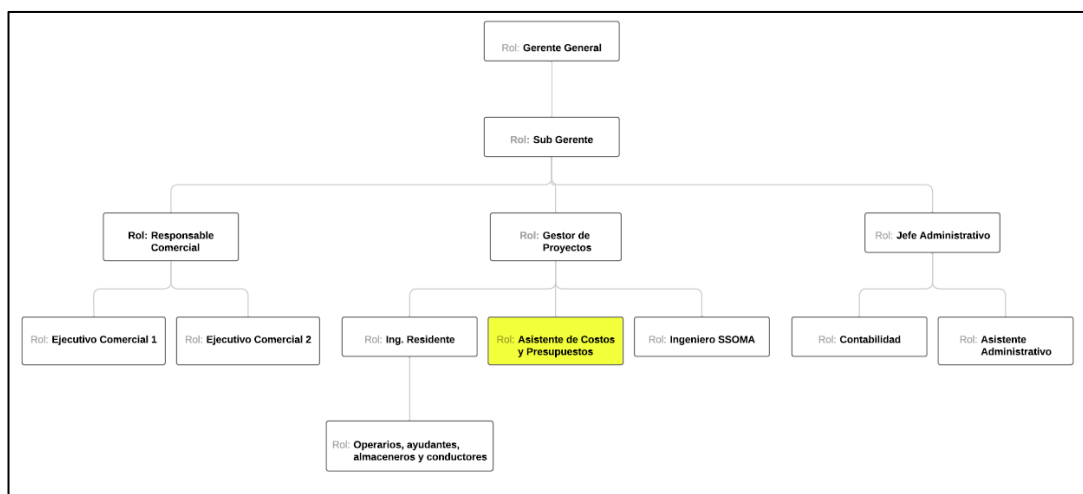 Rol: Gerente General
Rol: Sub Gerente
Rol: Responsable
Comercial
Rol: Gestor de
Proyectos
Rol: Jefe Administrativo
Rol: Ejecutivo Comercial 1
Rol: Ejecutivo Comercial 2
Rol: Ing. Residente
Rol: Asistente de Costos
y Presupuestos
Rol: Ingeniero SSOMA
Rol: Contabilidad
Rol: Asistente
Administrativo
Rol: Operarios, ayudantes,
almaceneros y conductores